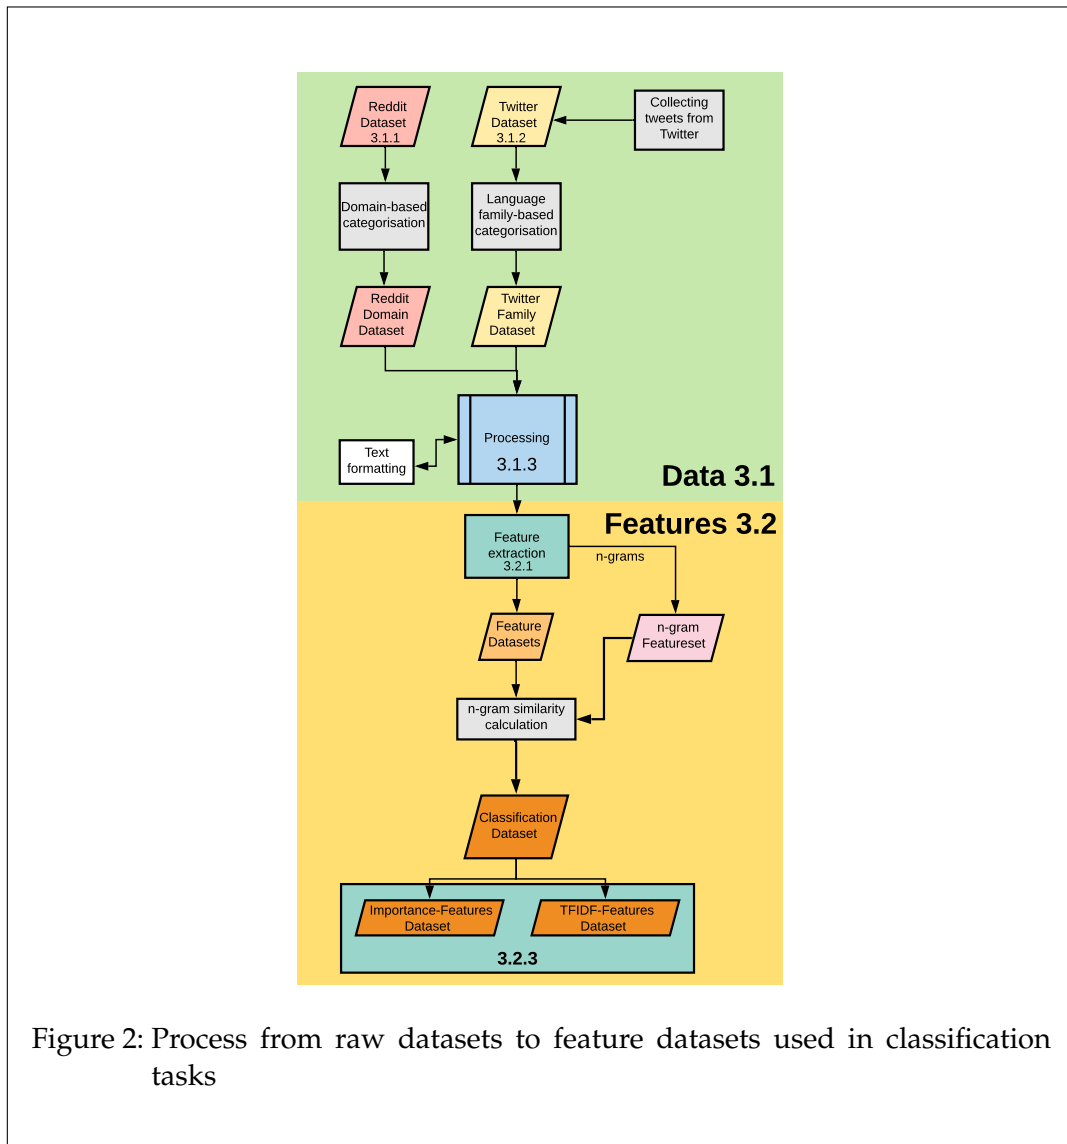 Reddit
Dataset
3.1.1
Twitter
Dataset
3.1.2
Collecting
tweets from
Twitter
Domain-based
categorisation
Language
family-based
categorisation
Reddit
Domain
Dataset
Twitter
Family
Dataset
Processing
3.1.3
Text
formatting
Data 3.1
Features 3.2
Feature
extraction
3.2.1
n-grams
Feature
Datasets
n-gram
Featureset
n-gram similarity
calculation
Classification
Dataset
Importance-Features
Dataset
TFIDF-Features
Dataset
3.2.3
Figure 2: Process from raw datasets to feature datasets used in classification
tasks